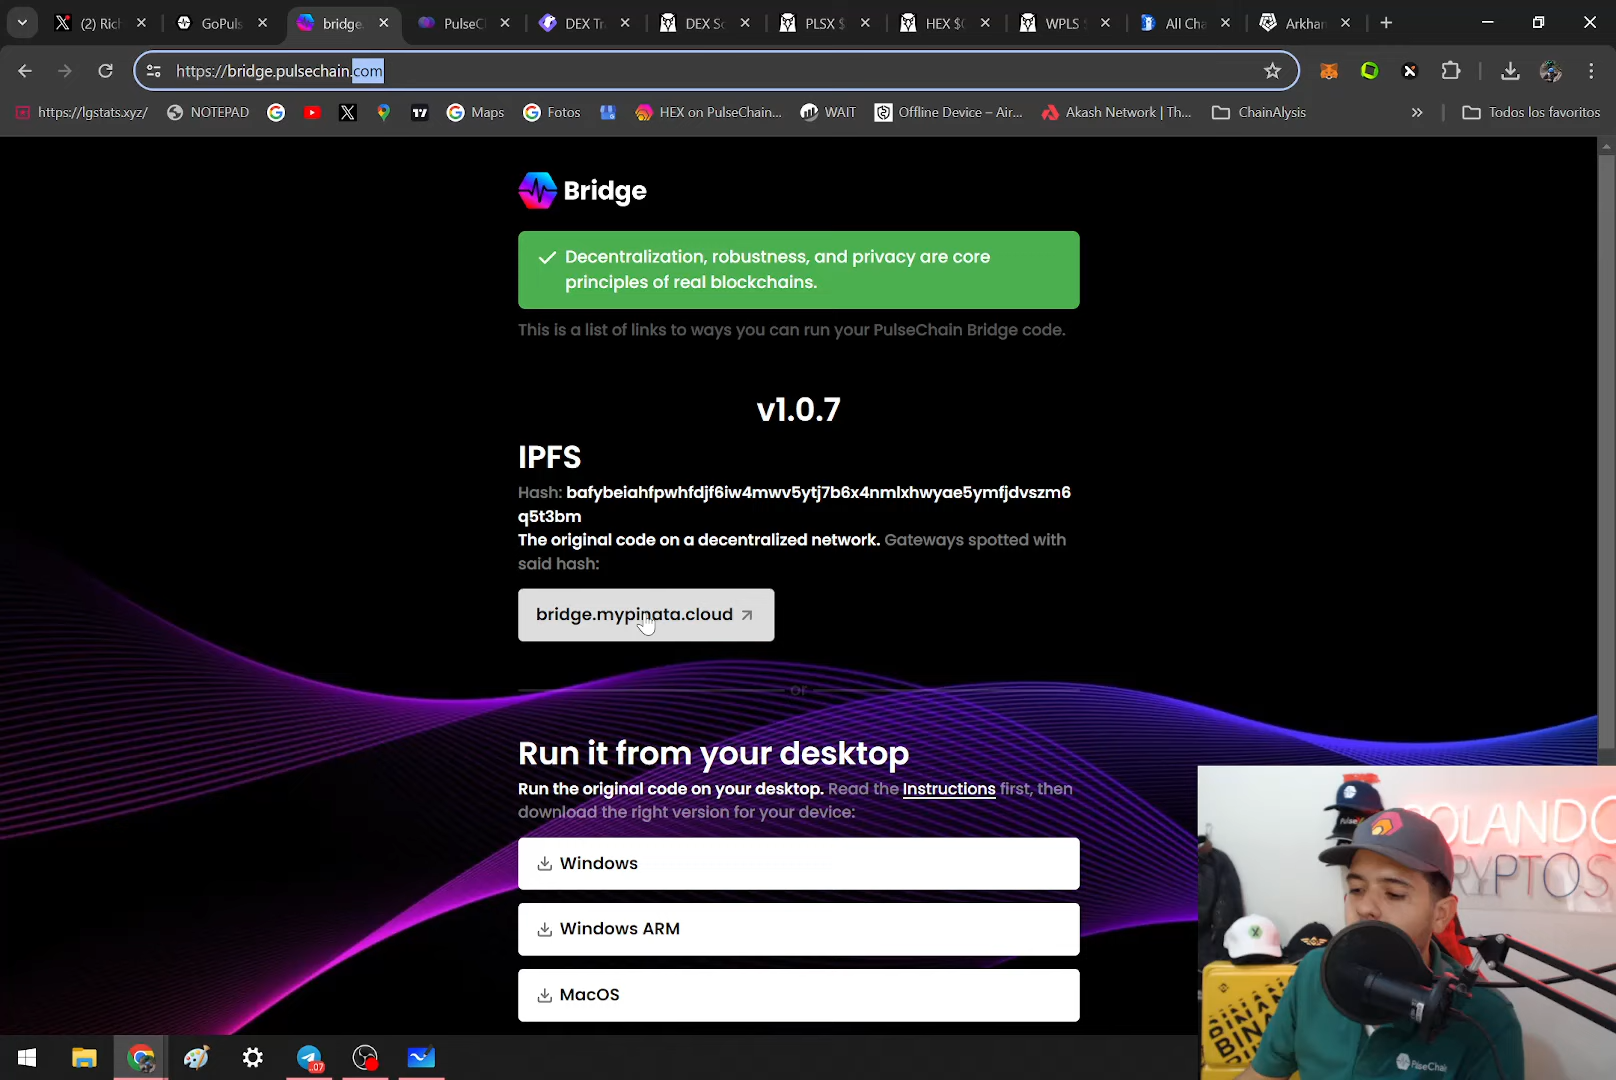 (2) Rich
GoPuls
bridge.
PulseC
DEX Tr
DEX Sc
PLSX $
HEX $(
WPLS
All Cha
Arkhan
https://bridge.pulsechain.com
https://lgstats.xyz/
NOTEPAD
Maps
Fotos
HEX on PulseChain...
WAIT
Offline Device – Air...
Akash Network | Th...
ChainAlysis
Todos los favoritos
Bridge
Decentralization, robustness, and privacy are core
principles of real blockchains.
This is a list of links to ways you can run your PulseChain Bridge code.
v1.0.7
IPFS
Hash: bafybeiahfpwhfdjf6iw4mwv5ytj7b6x4nmlxhwyae5ymfjdvszm6
q5t3bm
The original code on a decentralized network. Gateways spotted with
said hash:
bridge.mypinata.cloud
or
Run it from your desktop
Run the original code on your desktop. Read the Instructions first, then
download the right version for your device:
Windows
Windows ARM
MacOS
OLANDO
RYPTOS
PulseChain